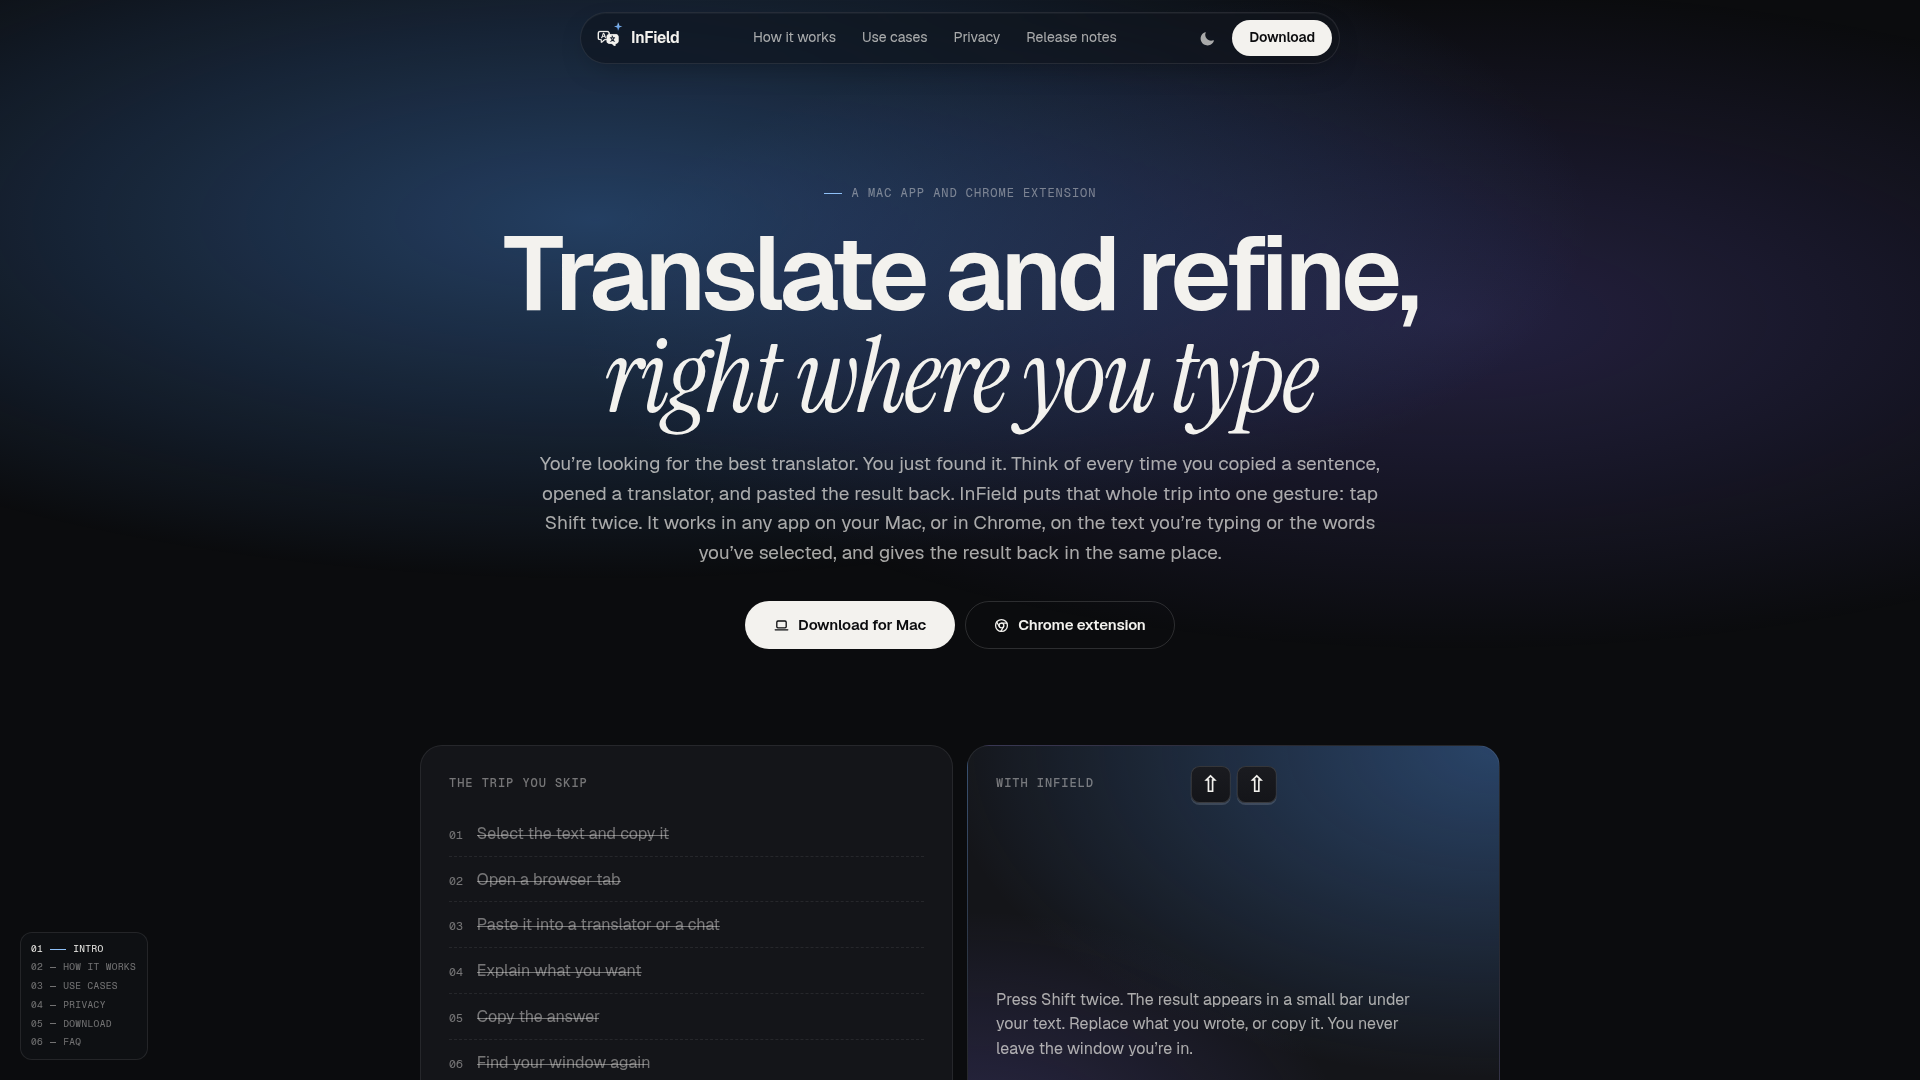 InField
How it works
Use cases
Privacy
Release notes
Download
A MAC APP AND CHROME EXTENSION
Translate and refine,
right where you type
You’re looking for the best translator. You just found it. Think of every time you copied a sentence,
opened a translator, and pasted the result back. InField puts that whole trip into one gesture: tap
Shift twice. It works in any app on your Mac, or in Chrome, on the text you’re typing or the words
you’ve selected, and gives the result back in the same place.
Download for Mac
Chrome extension
THE TRIP YOU SKIP
01 Select the text and copy it
02 Open a browser tab
03 Paste it into a translator or a chat
04 Explain what you want
05 Copy the answer
06 Find your window again
WITH INFIELD
⇧ ⇧
Press Shift twice. The result appears in a small bar under
your text. Replace what you wrote, or copy it. You never
leave the window you’re in.
01 — INTRO
02 — HOW IT WORKS
03 — USE CASES
04 — PRIVACY
05 — DOWNLOAD
06 — FAQ